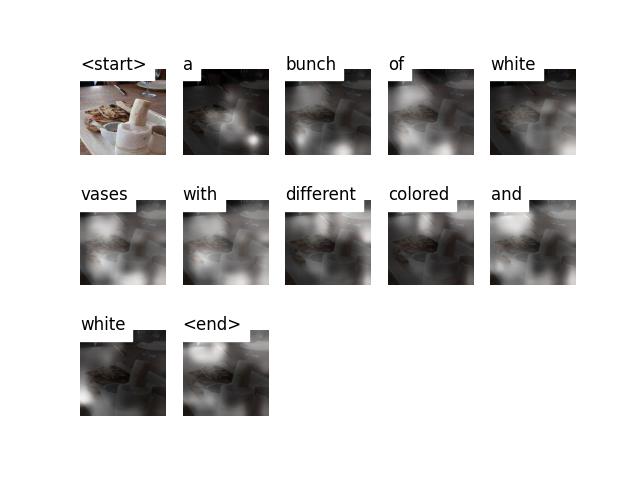 <start> a bunch of white
vases with different colored and
white <end>